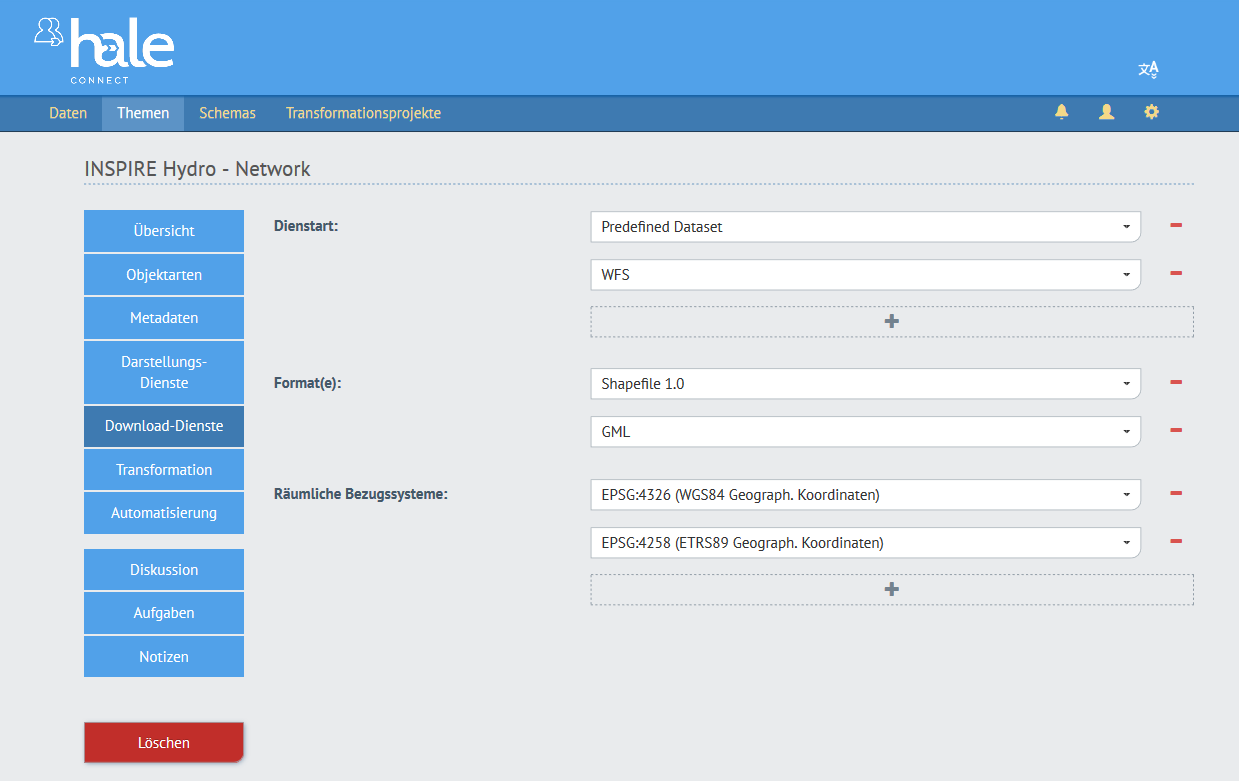 hale
CONNECT
Daten Themen Schemas Transformationsprojekte
INSPIRE Hydro - Network
Übersicht
Objektarten
Metadaten
Darstellungs-
Dienste
Download-Dienste
Transformation
Automatisierung
Diskussion
Aufgaben
Notizen
Löschen
Dienstart:
Predefined Dataset
WFS
Format(e):
Shapefile 1.0
GML
Räumliche Bezugssysteme:
EPSG:4326 (WGS84 Geograph. Koordinaten)
EPSG:4258 (ETRS89 Geograph. Koordinaten)